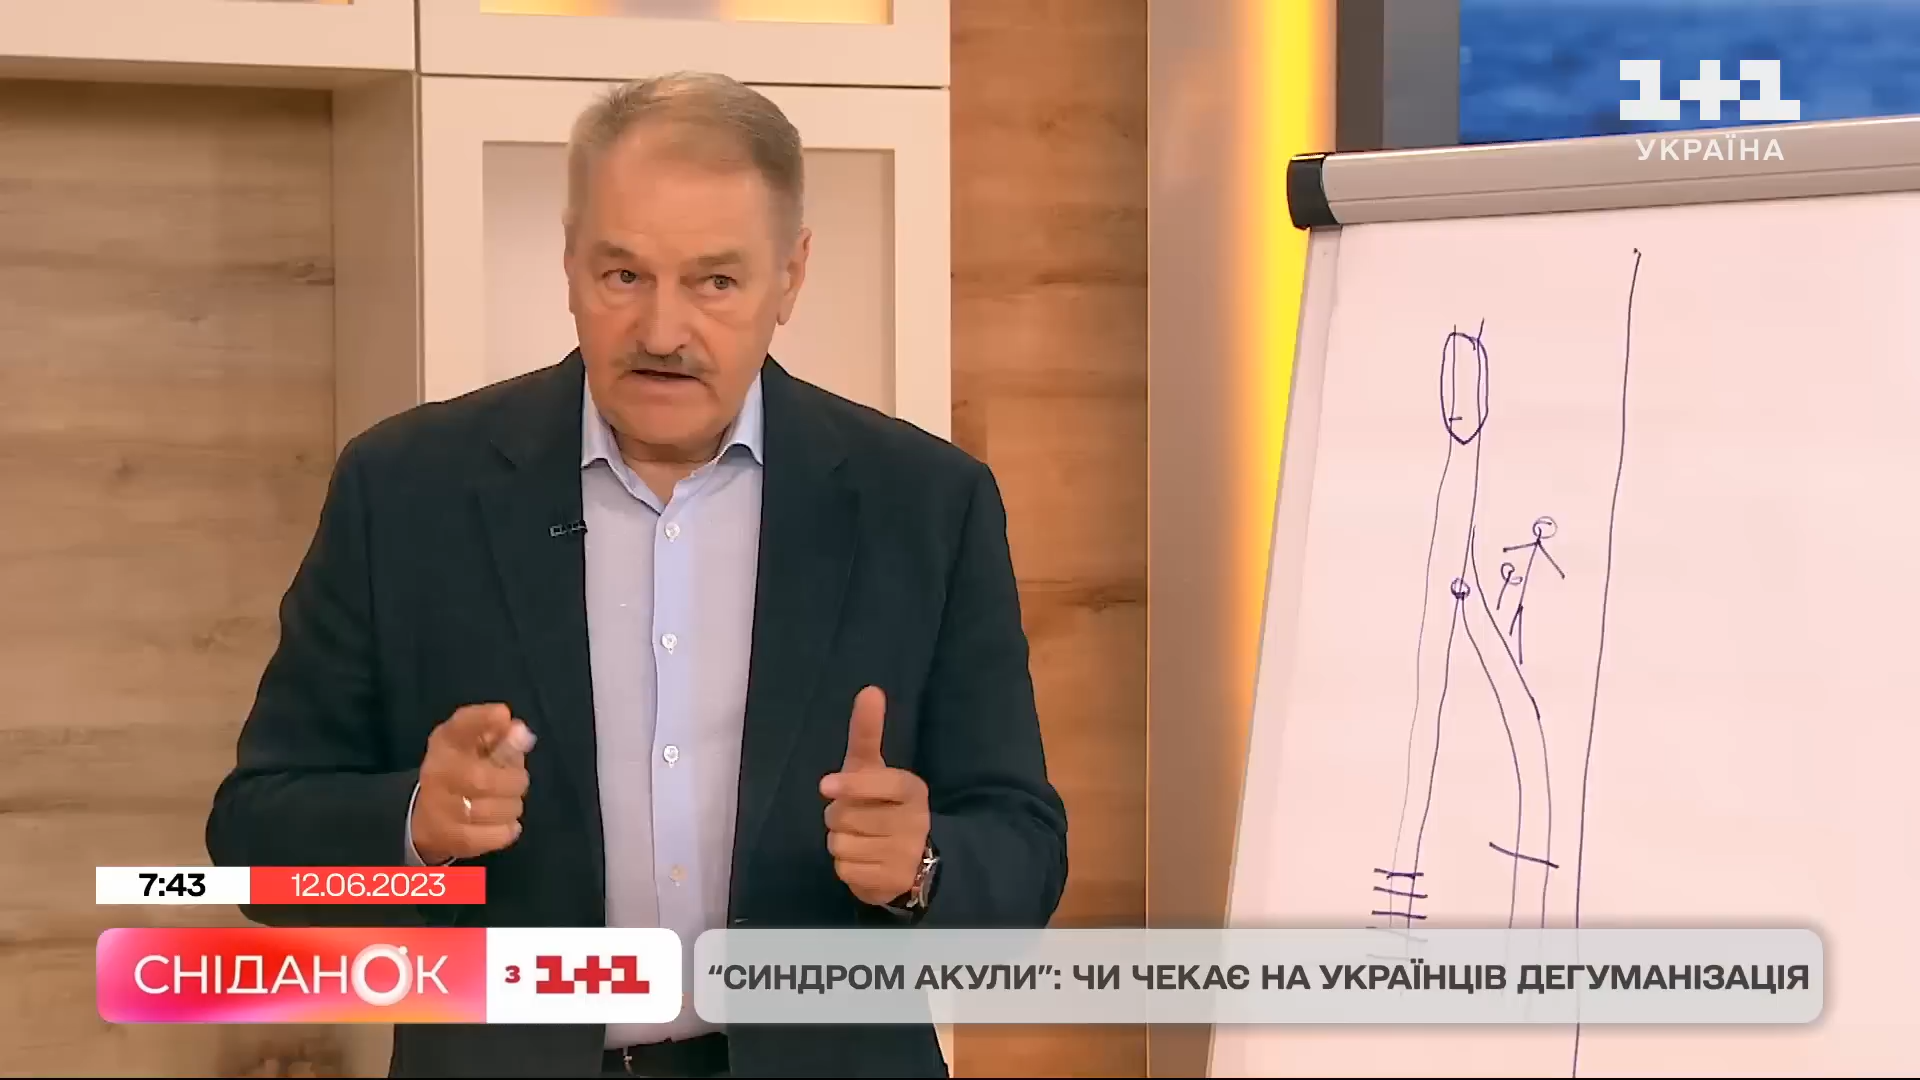 1+1
УКРАЇНА
7:43 12.06.2023
СНІДАНОК З 1+1
“СИНДРОМ АКУЛИ”: ЧИ ЧЕКАЄ НА УКРАЇНЦІВ ДЕГУМАНІЗАЦІЯ